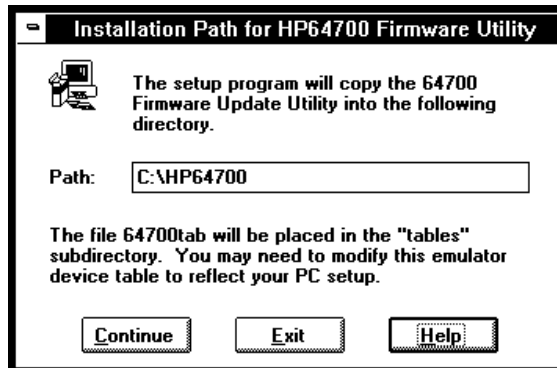 Installation Path for HP64700 Firmware Utility
The setup program will copy the 64700
Firmware Update Utility into the following
directory.
Path: C:\HP64700
The file 64700tab will be placed in the "tables"
subdirectory. You may need to modify this emulator
device table to reflect your PC setup.
Continue Exit Help